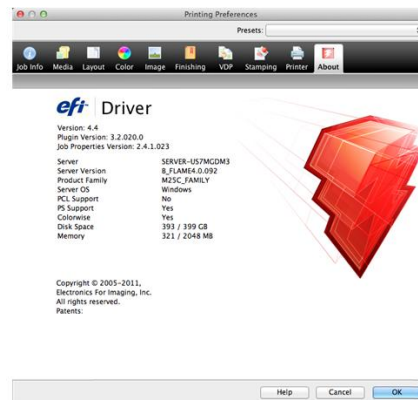 Printing Preferences
Presets:
Job Info Media Layout Color Image Finishing VDP Stamping Printer About
efi Driver
Version: 4.4
Plugin Version: 3.2.020.0
Job Properties Version: 2.4.1.023
Server SERVER-US7MGDM3
Server Version 8_FLAME4.0.092
Product Family M25C_FAMILY
Server OS Windows
PCL Support No
PS Support Yes
Colorwise Yes
Disk Space 393 / 399 GB
Memory 321 / 2048 MB
Copyright © 2005-2011,
Electronics For Imaging, Inc.
All rights reserved.
Patents:
Help Cancel OK